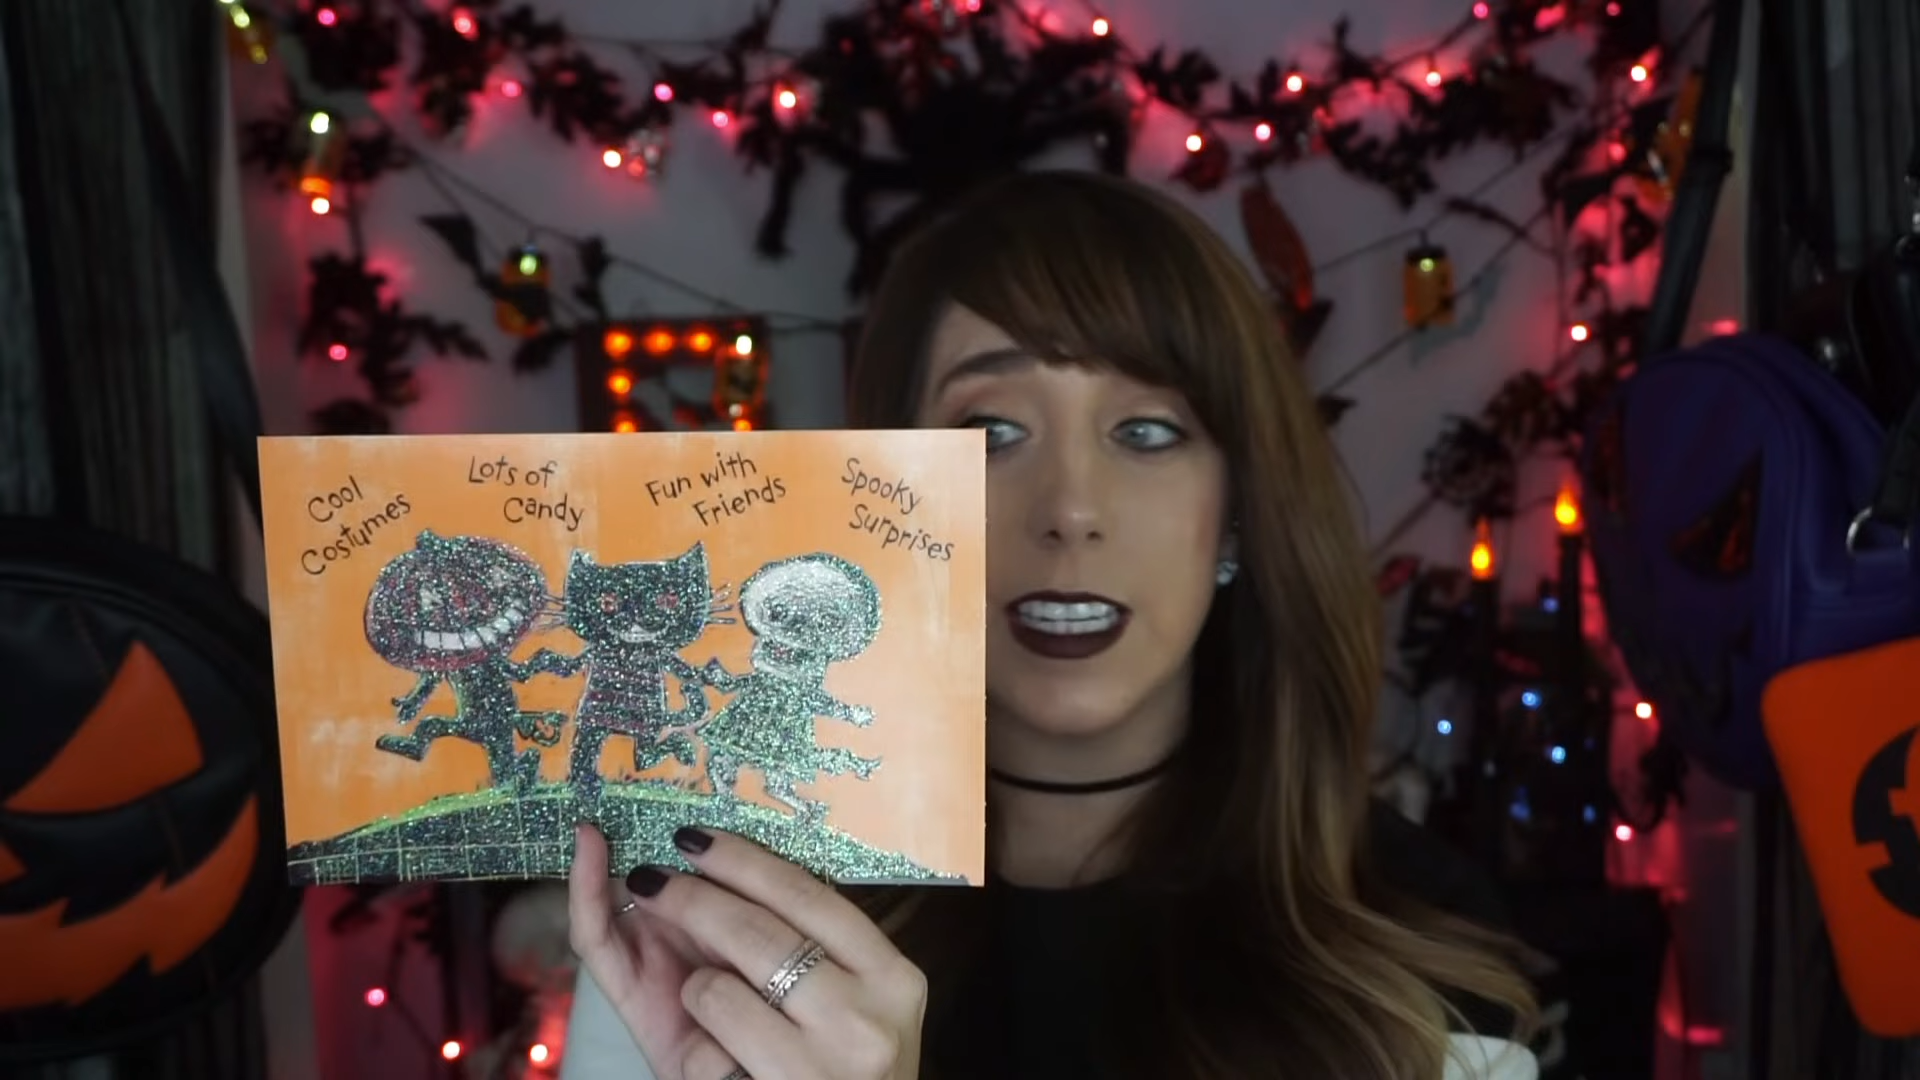 Cool
Costumes
Lots of
Candy
Fun with
Friends
Spooky
Surprises